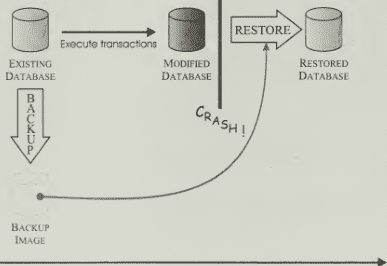 RESTORE
Execute transactions
EXISTING
DATABASE
MODIFIED
DATABASE
RESTORED
DATABASE
BACKUP
CRASH!
BACKUP
IMAGE